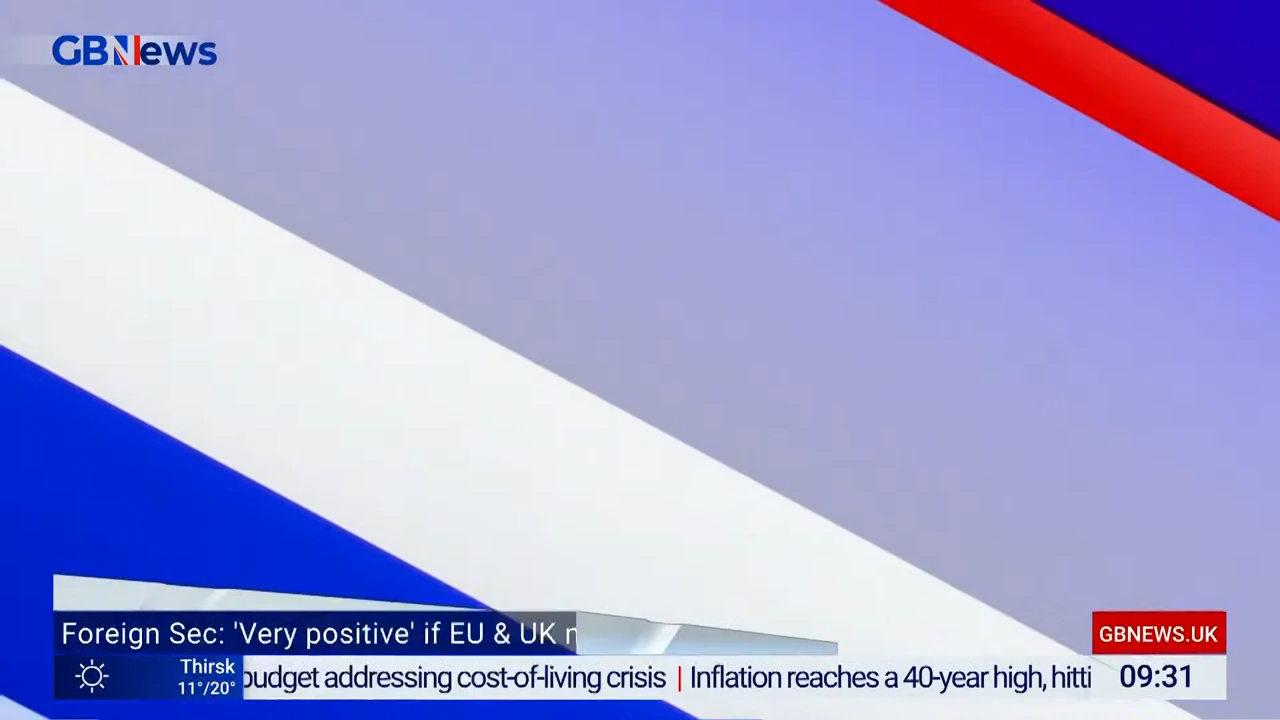 GBNews
Foreign Sec: 'Very positive' if EU & UK
GBNEWS.UK
Thirsk
11°/20°
budget addressing cost-of-living crisis | Inflation reaches a 40-year high,
09:31